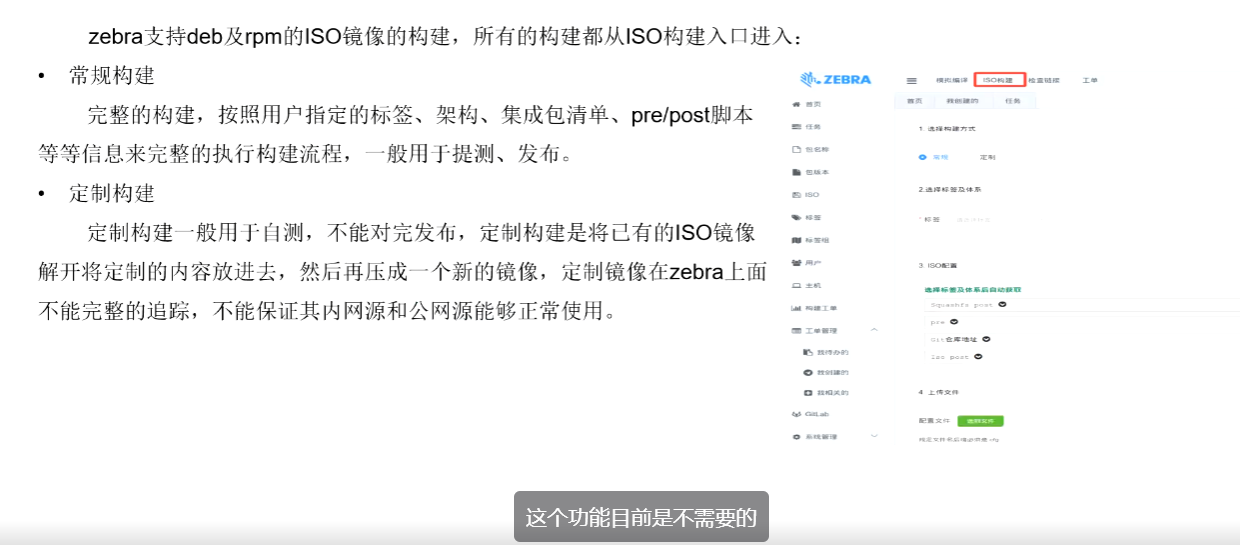 zebra支持deb及rpm的ISO镜像的构建，所有的构建都从ISO构建入口进入：
• 常规构建
完整的构建，按照用户指定的标签、架构、集成包清单、pre/post脚本
等等信息来完整的执行构建流程，一般用于提测、发布。
• 定制构建
定制构建一般用于自测，不能对完发布，定制构建是将已有的ISO镜像
解开将定制的内容放进去，然后再压成一个新的镜像，定制镜像在zebra上面
不能完整的追踪，不能保证其内网源和公网源能够正常使用。
ZEBRA
模拟编译 ISO构建 检查链接 工单
首页 我创建的 任务
首页
任务
包名称
包版本
ISO
标签
标签组
用户
主机
构建工单
工单管理
我待办的
我创建的
我相关的
GitLab
系统管理
1. 选择构建方式
常规 定制
2.选择标签及体系
* 标签
3. ISO配置
选择标签及体系后自动获取
Squashfs post
pre
Git仓库地址
Iso post
4 上传文件
配置文件 选择文件
这个功能目前是不需要的